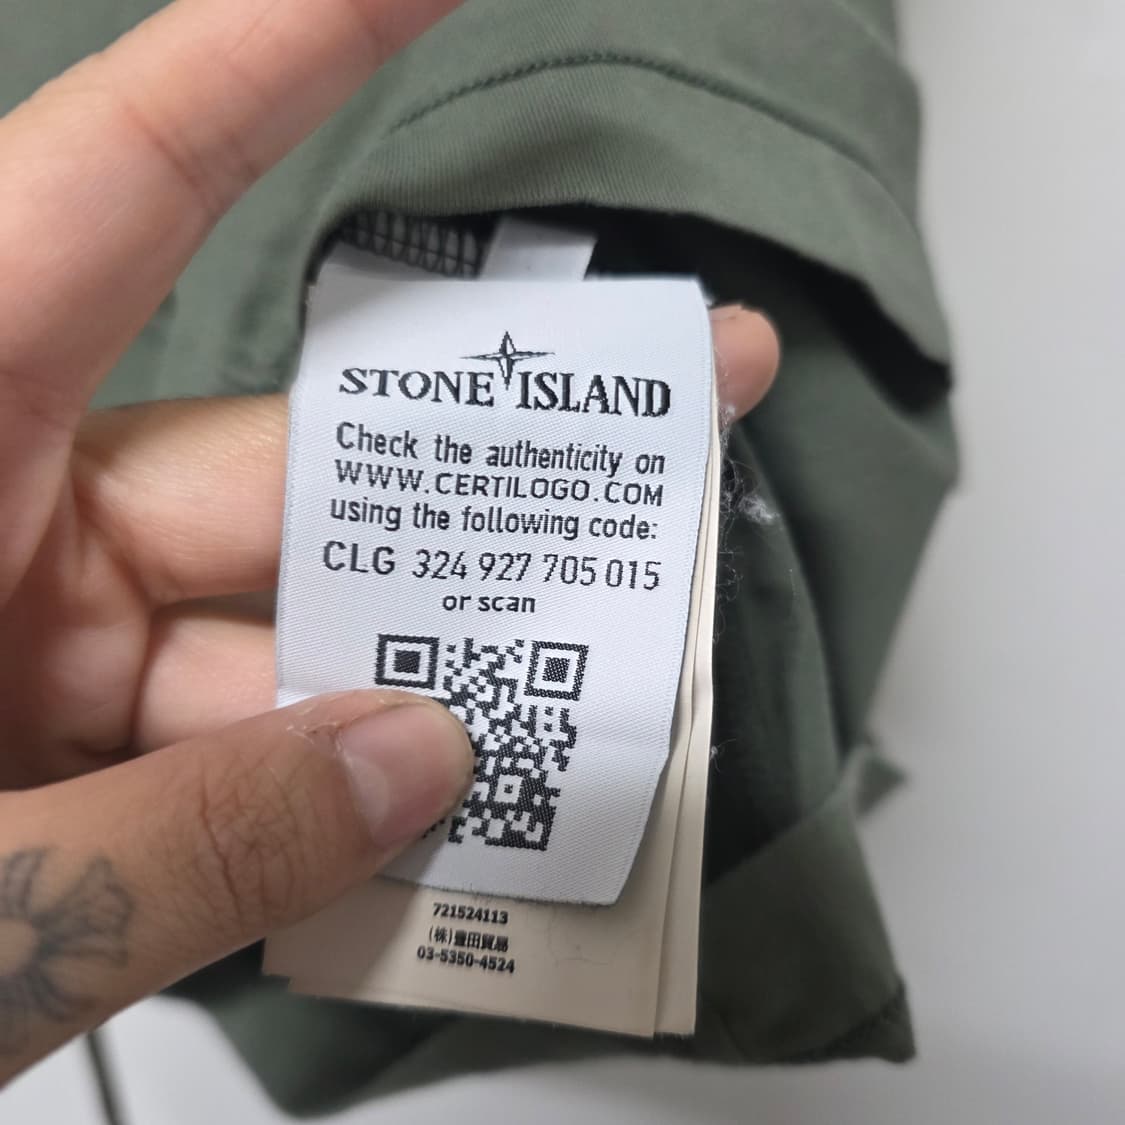 STONE ISLAND
Check the authenticity on
WWW.CERTILOGO.COM
using the following code:
CLG 324 927 705 015
or scan
721524113
(株)豊田貿易
03-5350-4524